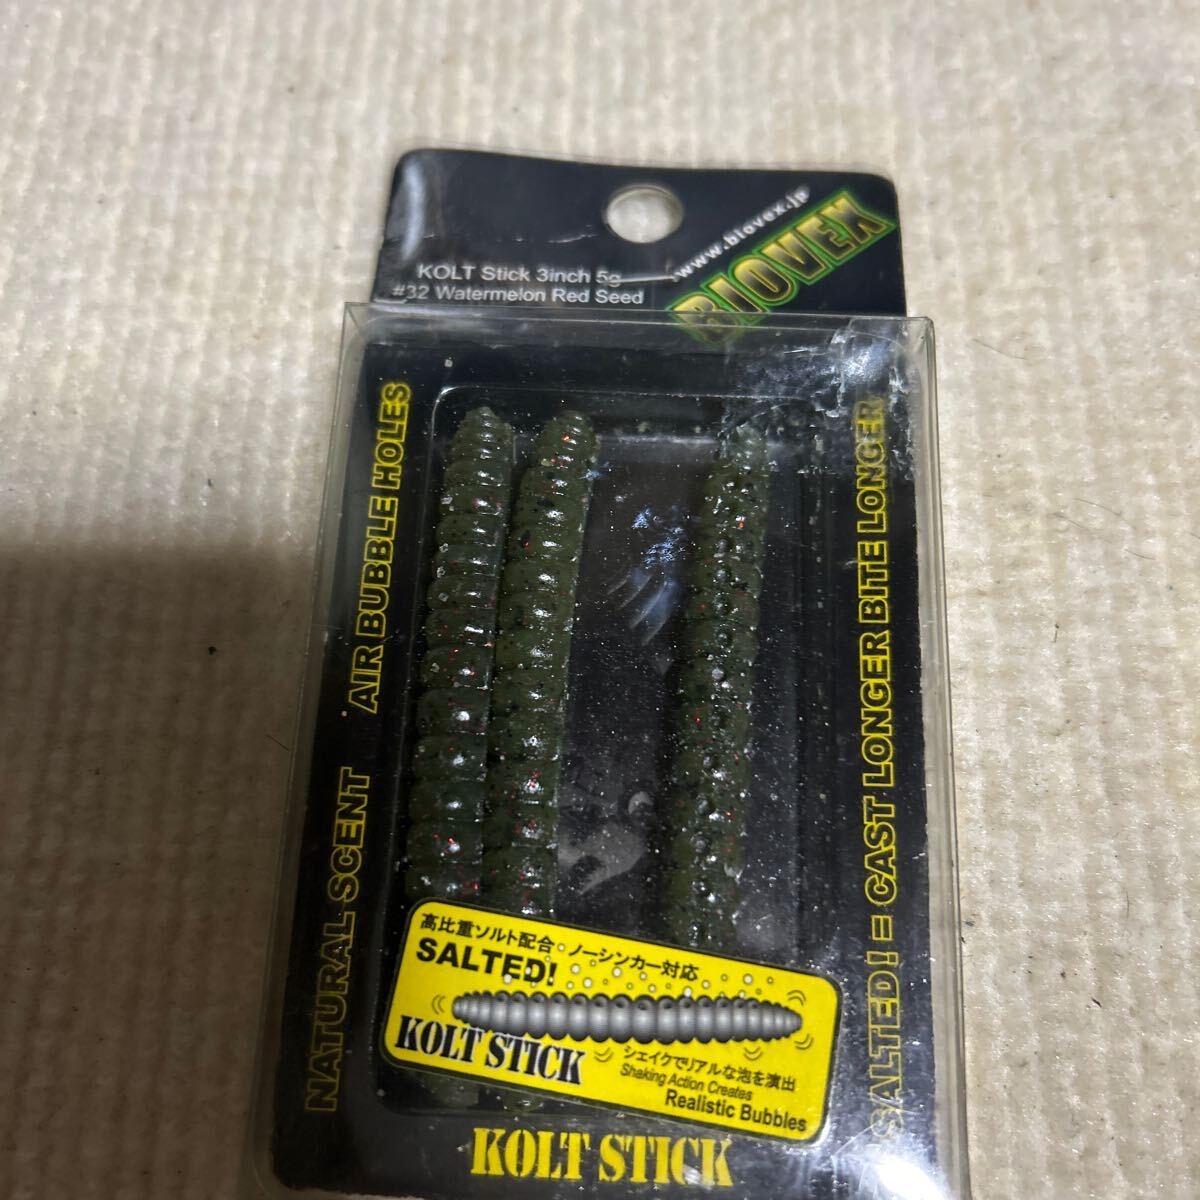 www.biovex.jp
BIOVEX
KOLT Stick 3inch 5g
#32 Watermelon Red Seed
NATURAL SCENT AIR BUBBLE HOLES
SALTED! = CAST LONGER BITE LONGER
高比重ソルト配合・ノーシンカー対応
SALTED!
KOLT STICK
シェイクでリアルな泡を演出
Shaking Action Creates
Realistic Bubbles
KOLT STICK